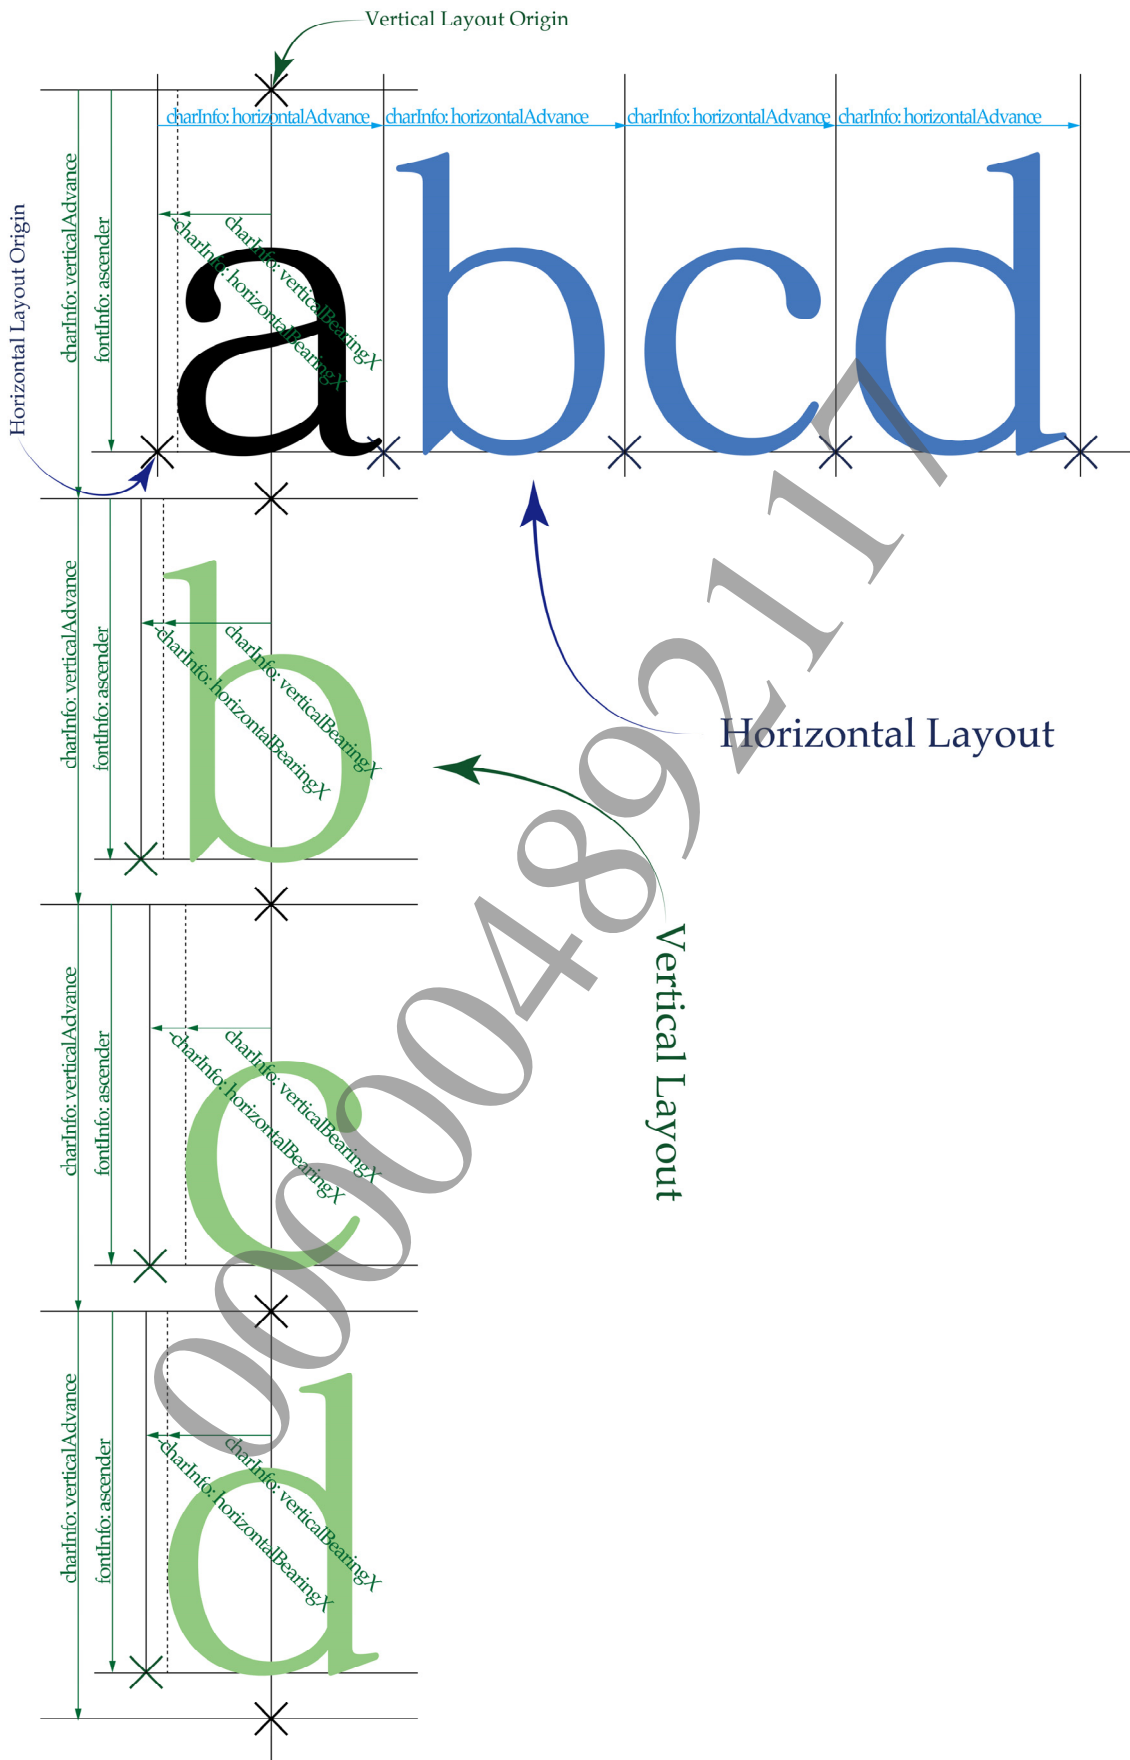 Vertical Layout Origin
charInfo: horizontalAdvance
charInfo: horizontalAdvance
charInfo: horizontalAdvance
charInfo: horizontalAdvance
Horizontal Layout Origin
charInfo: verticalAdvance
fontInfo: ascender
charInfo: verticalBearingX
-charInfo: horizontalBearingX
a
b
c
d
charInfo: verticalAdvance
fontInfo: ascender
charInfo: verticalBearingX
-charInfo: horizontalBearingX
b
Horizontal Layout
Vertical Layout
charInfo: verticalAdvance
fontInfo: ascender
charInfo: verticalBearingX
-charInfo: horizontalBearingX
c
charInfo: verticalAdvance
fontInfo: ascender
charInfo: verticalBearingX
-charInfo: horizontalBearingX
d
000004892117